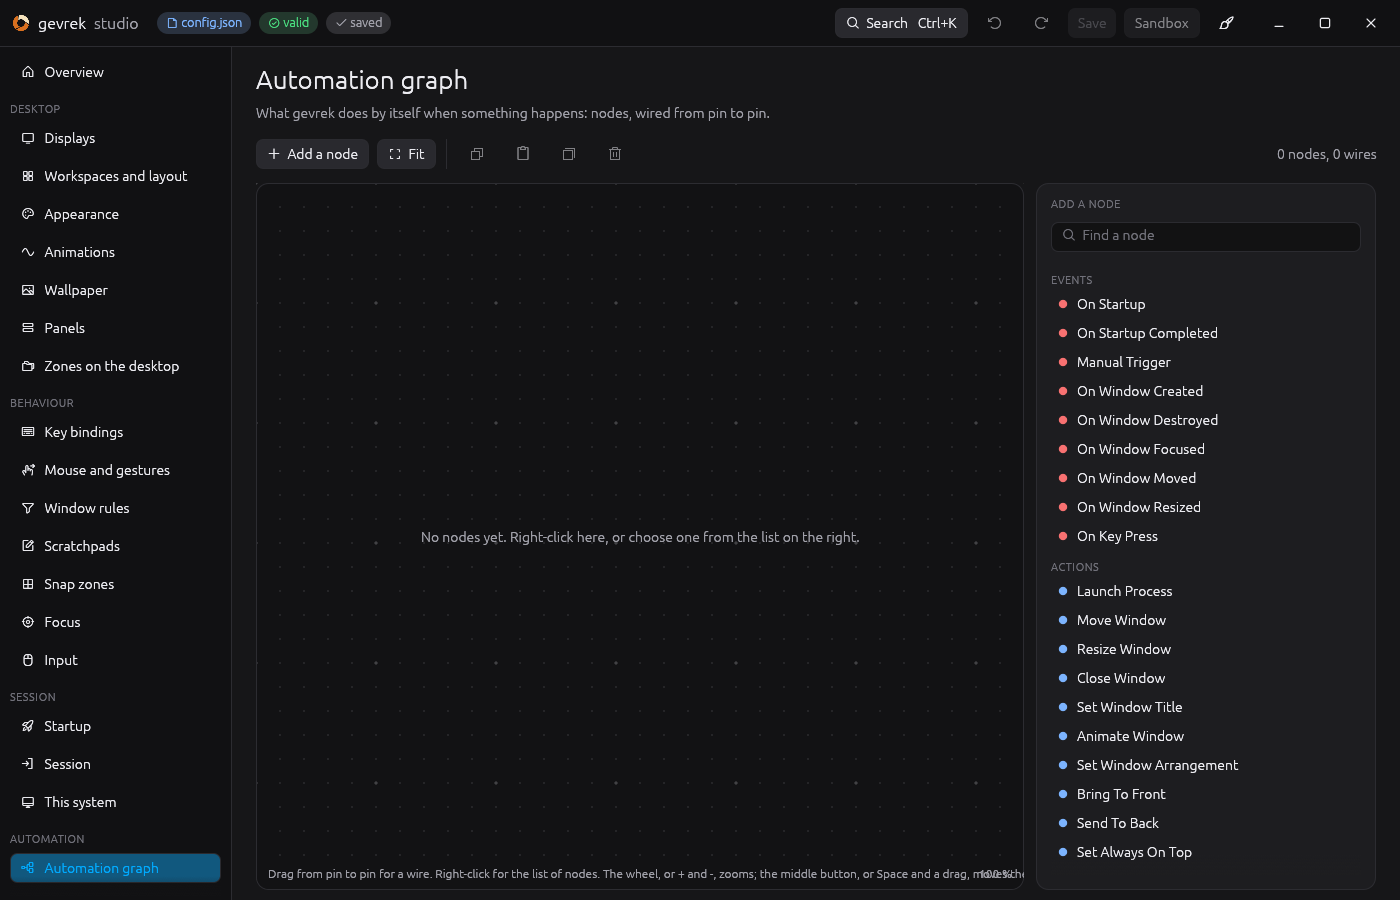 gevrek studio
config.json
valid
saved
Search Ctrl+K
Save
Sandbox
Overview
DESKTOP
Displays
Workspaces and layout
Appearance
Animations
Wallpaper
Panels
Zones on the desktop
BEHAVIOUR
Key bindings
Mouse and gestures
Window rules
Scratchpads
Snap zones
Focus
Input
SESSION
Startup
Session
This system
AUTOMATION
Automation graph
Automation graph
What gevrek does by itself when something happens: nodes, wired from pin to pin.
Add a node
Fit
0 nodes, 0 wires
No nodes yet. Right-click here, or choose one from the list on the right.
Drag from pin to pin for a wire. Right-click for the list of nodes. The wheel, or + and -, zooms; the middle button, or Space and a drag,
ADD A NODE
Find a node
EVENTS
On Startup
On Startup Completed
Manual Trigger
On Window Created
On Window Destroyed
On Window Focused
On Window Moved
On Window Resized
On Key Press
ACTIONS
Launch Process
Move Window
Resize Window
Close Window
Set Window Title
Animate Window
Set Window Arrangement
Bring To Front
Send To Back
Set Always On Top